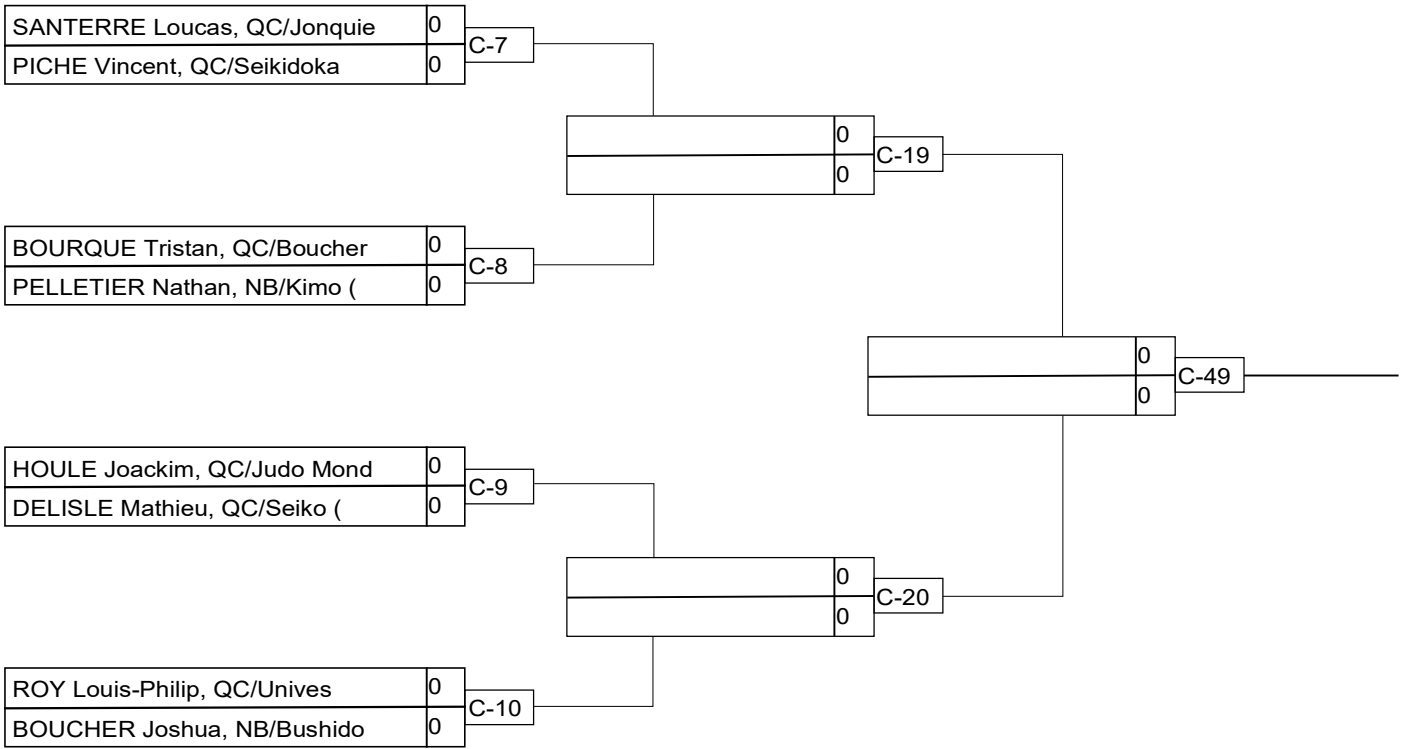 SANTERRE Loucas, QC/Jonquie 0
C-7
PICHE Vincent, QC/Seikidoka 0
0
C-19
0
BOURQUE Tristan, QC/Boucher 0
C-8
PELLETIER Nathan, NB/Kimo ( 0
0
C-49
0
HOULE Joackim, QC/Judo Mond 0
C-9
DELISLE Mathieu, QC/Seiko ( 0
0
C-20
0
ROY Louis-Philip, QC/Unives 0
C-10
BOUCHER Joshua, NB/Bushido 0